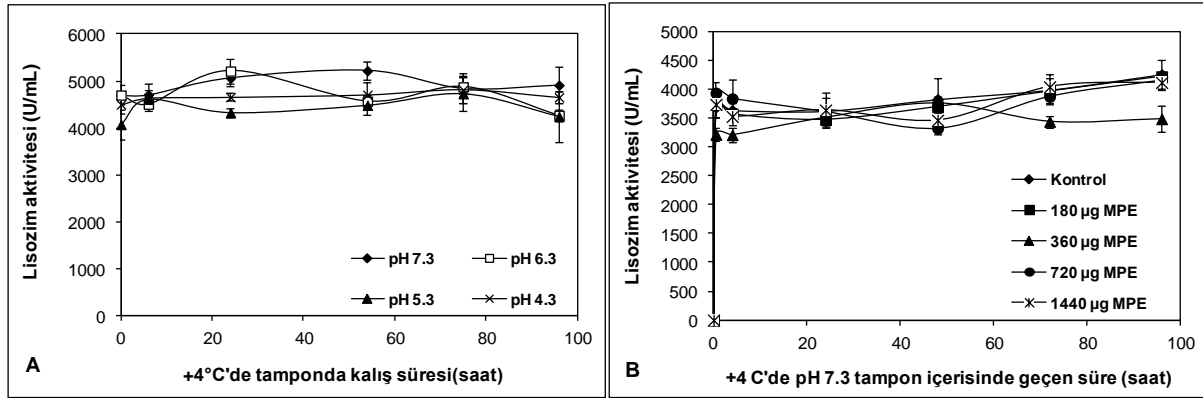 Lisozim aktivitesi (U/mL)
6000
5000
4000
3000
2000
1000
0
0 20 40 60 80 100
pH 7.3 pH 6.3
pH 5.3 pH 4.3
A
+4°C'de tamponda kalış süresi(saat)
Lisozim aktivitesi (U/mL)
5000
4500
4000
3500
3000
2500
2000
1500
1000
500
0
0 20 40 60 80 100
Kontrol
180 µg MPE
360 µg MPE
720 µg MPE
1440 µg MPE
B
+4 C'de pH 7.3 tampon içerisinde geçen süre (saat)